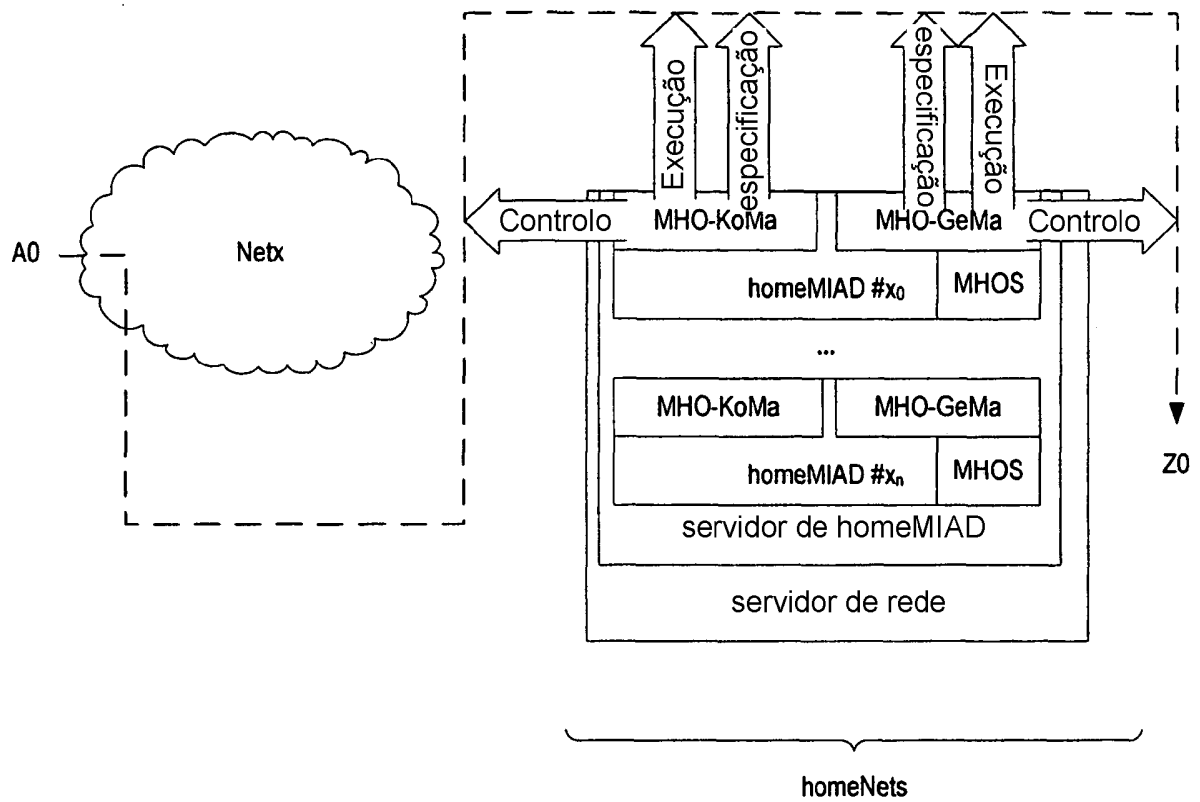 Execução
especificação
especificação
Execução
Controlo
MHO-KoMa
MHO-GeMa
Controlo
A0
Netx
homeMIAD #x₀
MHOS
...
MHO-KoMa
MHO-GeMa
homeMIAD #xₙ
MHOS
Z0
servidor de homeMIAD
servidor de rede
homeNets